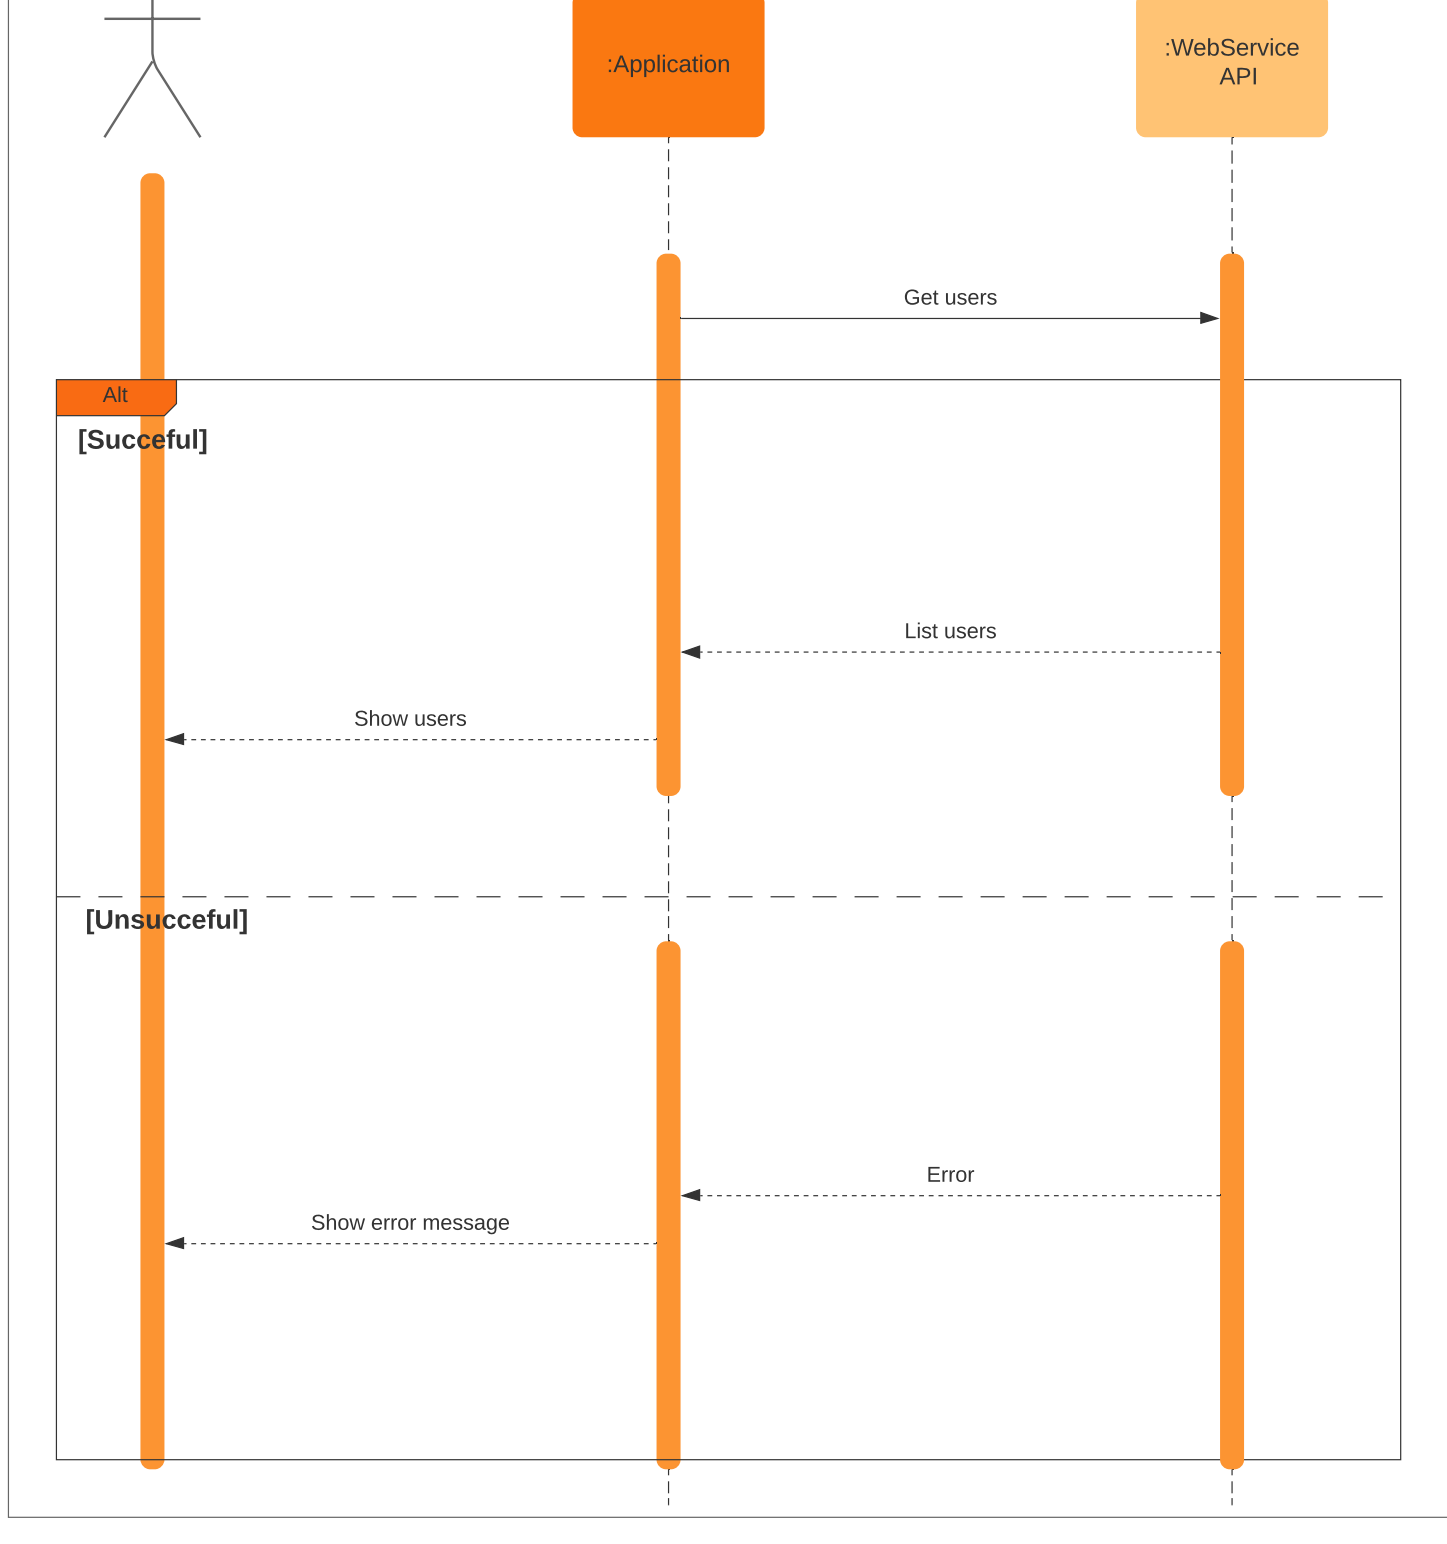 :Application
:WebService
API
Get users
Alt
[Succeful]
List users
Show users
[Unsucceful]
Error
Show error message